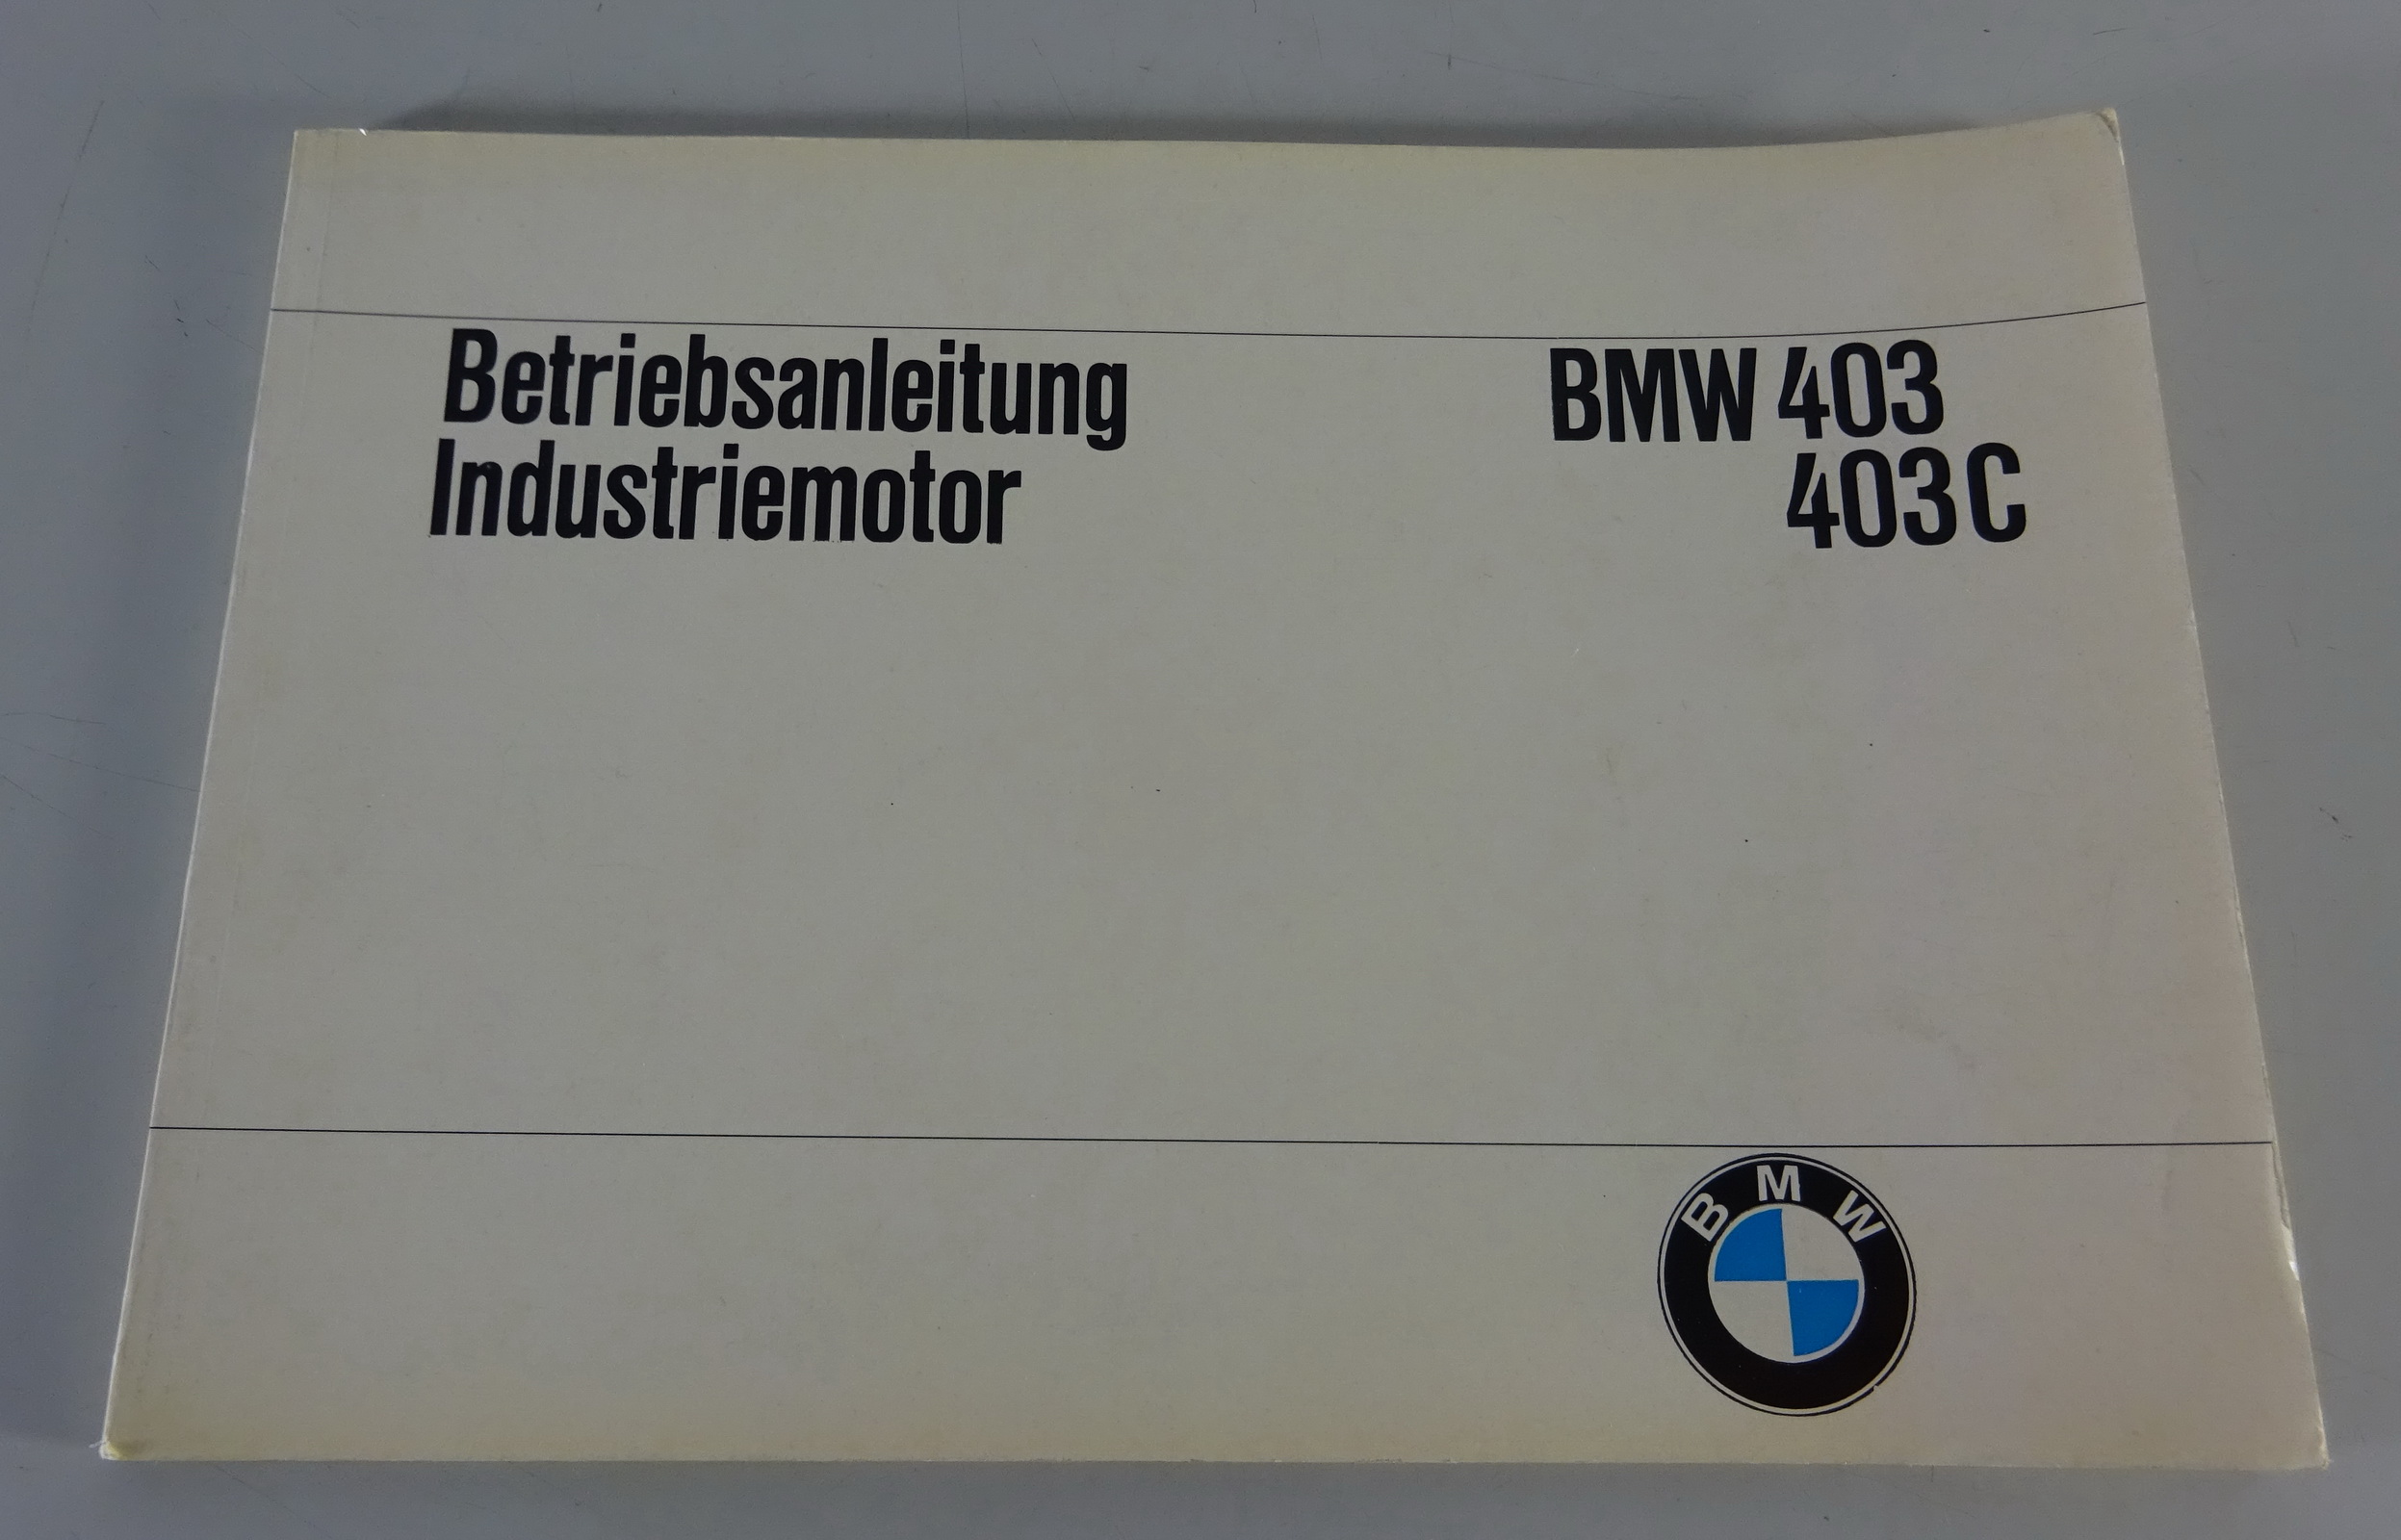 Betriebsanleitung BMW 403
Industriemotor 403 C
BMW